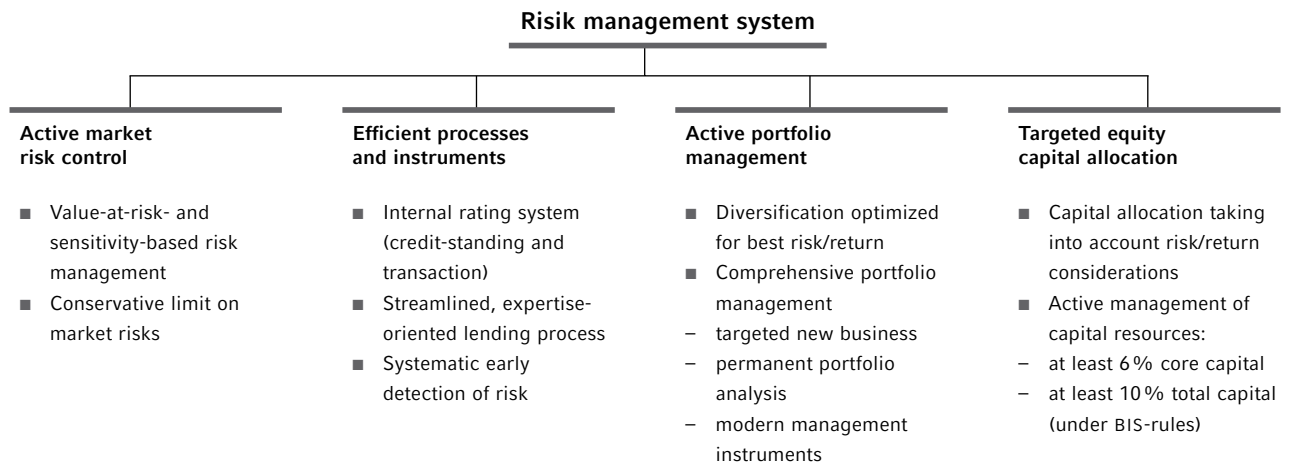 Risik management system
Active market
risk control
■ Value-at-risk- and
sensitivity-based risk
management
■ Conservative limit on
market risks
Efficient processes
and instruments
■ Internal rating system
(credit-standing and
transaction)
■ Streamlined, expertise-
oriented lending process
■ Systematic early
detection of risk
Active portfolio
management
■ Diversification optimized
for best risk/return
■ Comprehensive portfolio
management
– targeted new business
– permanent portfolio
analysis
– modern management
instruments
Targeted equity
capital allocation
■ Capital allocation taking
into account risk/return
considerations
■ Active management of
capital resources:
– at least 6% core capital
– at least 10% total capital
(under BIS-rules)